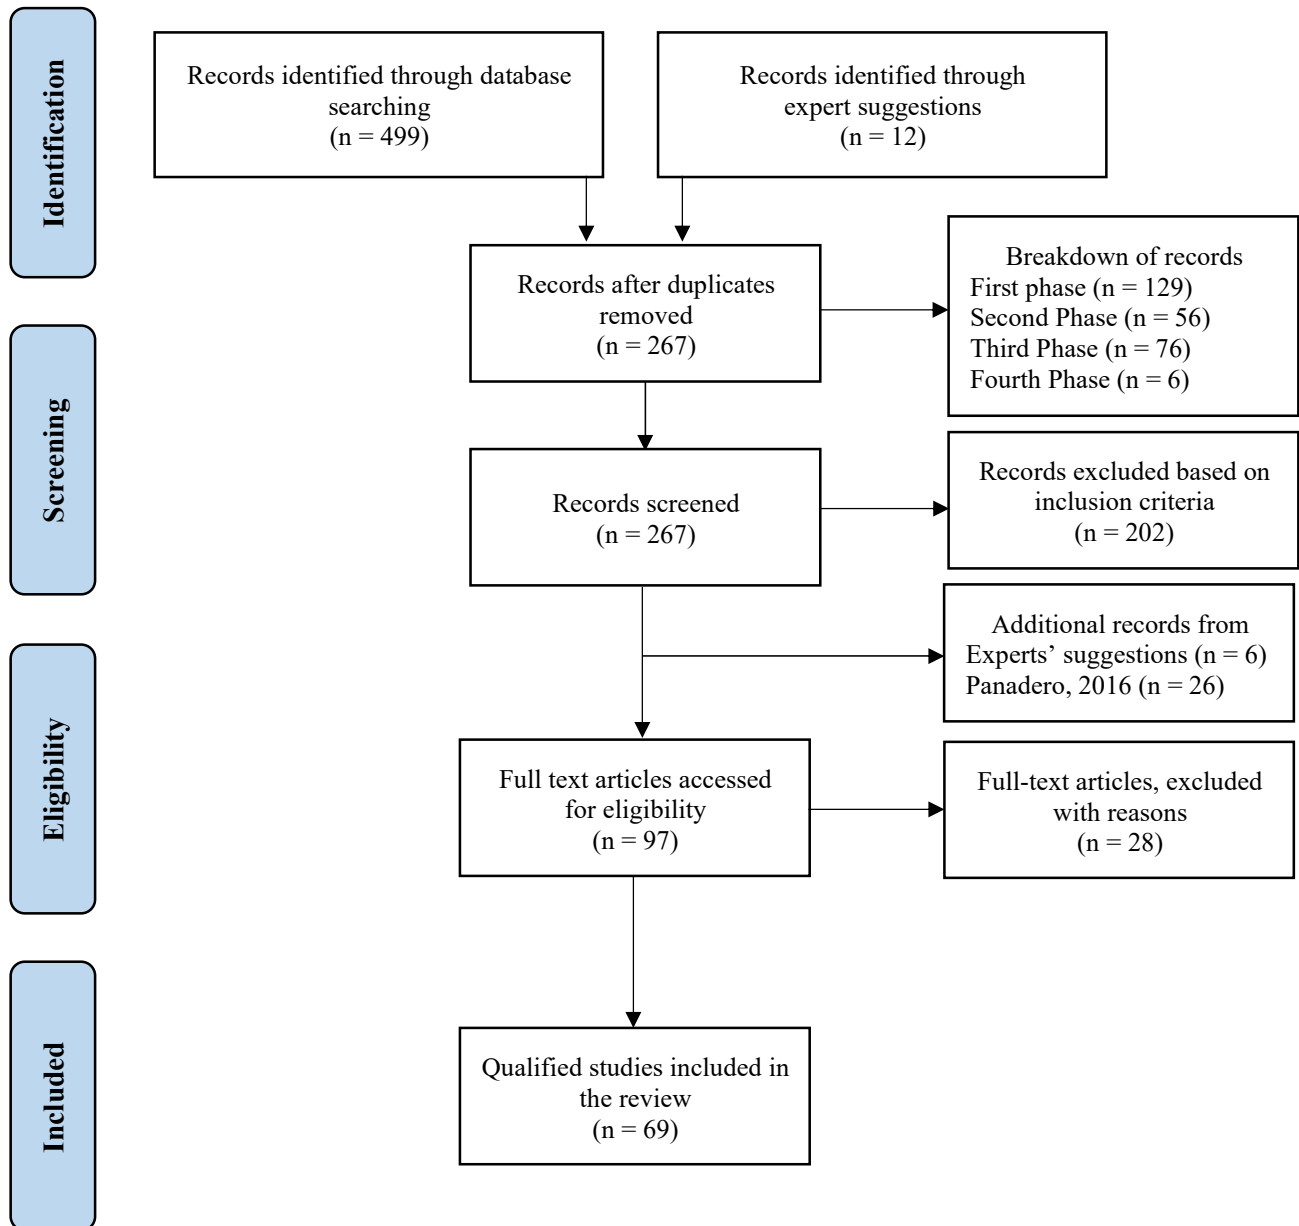 Identification
Records identified through database
searching
(n = 499)
Records identified through
expert suggestions
(n = 12)
Records after duplicates
removed
(n = 267)
Breakdown of records
First phase (n = 129)
Second Phase (n = 56)
Third Phase (n = 76)
Fourth Phase (n = 6)
Screening
Records screened
(n = 267)
Records excluded based on
inclusion criteria
(n = 202)
Additional records from
Experts’ suggestions (n = 6)
Panadero, 2016 (n = 26)
Eligibility
Full text articles accessed
for eligibility
(n = 97)
Full-text articles, excluded
with reasons
(n = 28)
Included
Qualified studies included in
the review
(n = 69)